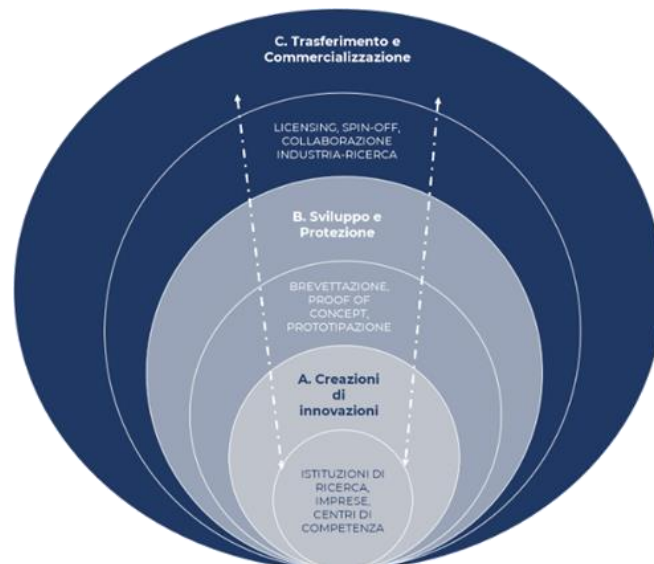 C. Trasferimento e
Commercializzazione
LICENSING, SPIN-OFF,
COLLABORAZIONE
INDUSTRIA-RICERCA
B. Sviluppo e
Protezione
BREVETTAZIONE,
PROOF OF
CONCEPT,
PROTOTIPAZIONE
A. Creazioni
di
innovazioni
ISTITUZIONI DI
RICERCA,
IMPRESE,
CENTRI DI
COMPETENZA